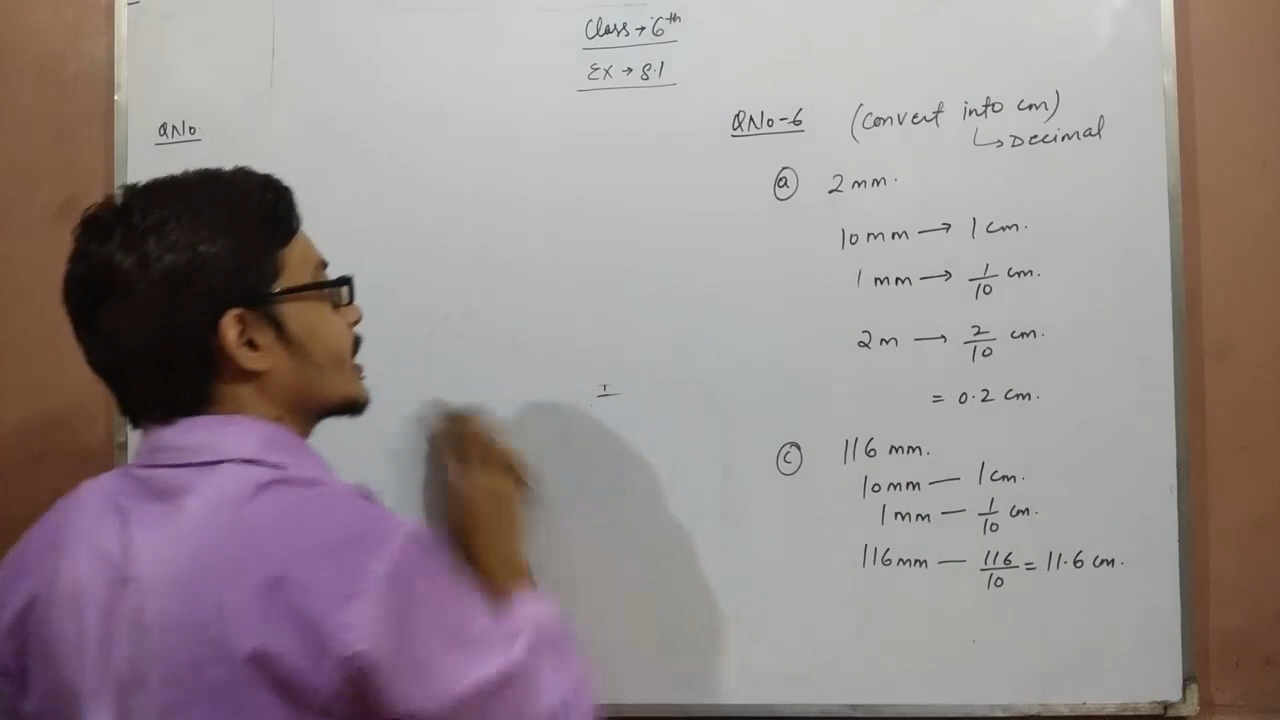 Class → 6th
Ex → 8.1
QNo.
QNo-6 (convert into cm)
↳ Decimal
(a) 2 mm.
10 mm → 1 cm.
1 mm → 1/10 cm.
2 m → 2/10 cm.
= 0.2 cm.
(c) 116 mm.
10mm — 1 cm.
1 mm — 1/10 cm.
116 mm — 116/10 = 11.6 cm.